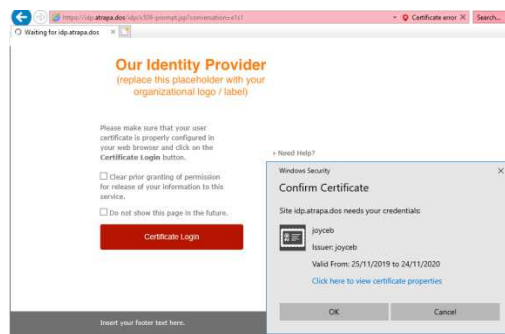 https://idp.atrapa.dos/idp/x509-prompt.jsp?conversation=e1s1
Certificate error
Search...
Waiting for idp.atrapa.dos
Our Identity Provider
(replace this placeholder with your
organizational logo / label)
Please make sure that your user
certificate is properly configured in
your web browser and click on the
Certificate Login button.
Clear prior granting of permission
for release of your information to this
service.
Do not show this page in the future.
Certificate Login
Need Help?
Insert your footer text here.
Windows Security
Confirm Certificate
Site idp.atrapa.dos needs your credentials:
joyceb
Issuer: joyceb
Valid From: 25/11/2019 to 24/11/2020
Click here to view certificate properties
OK
Cancel